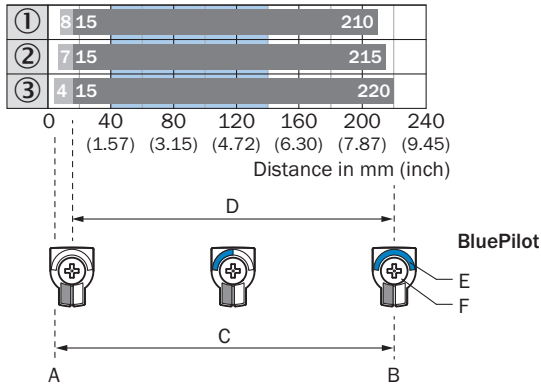 ① 8 15 210
② 7 15 215
③ 4 15 220
0 40 80 120 160 200 240
(1.57) (3.15) (4.72) (6.30) (7.87) (9.45)
Distance in mm (inch)
D
BluePilot
E
F
C
A B